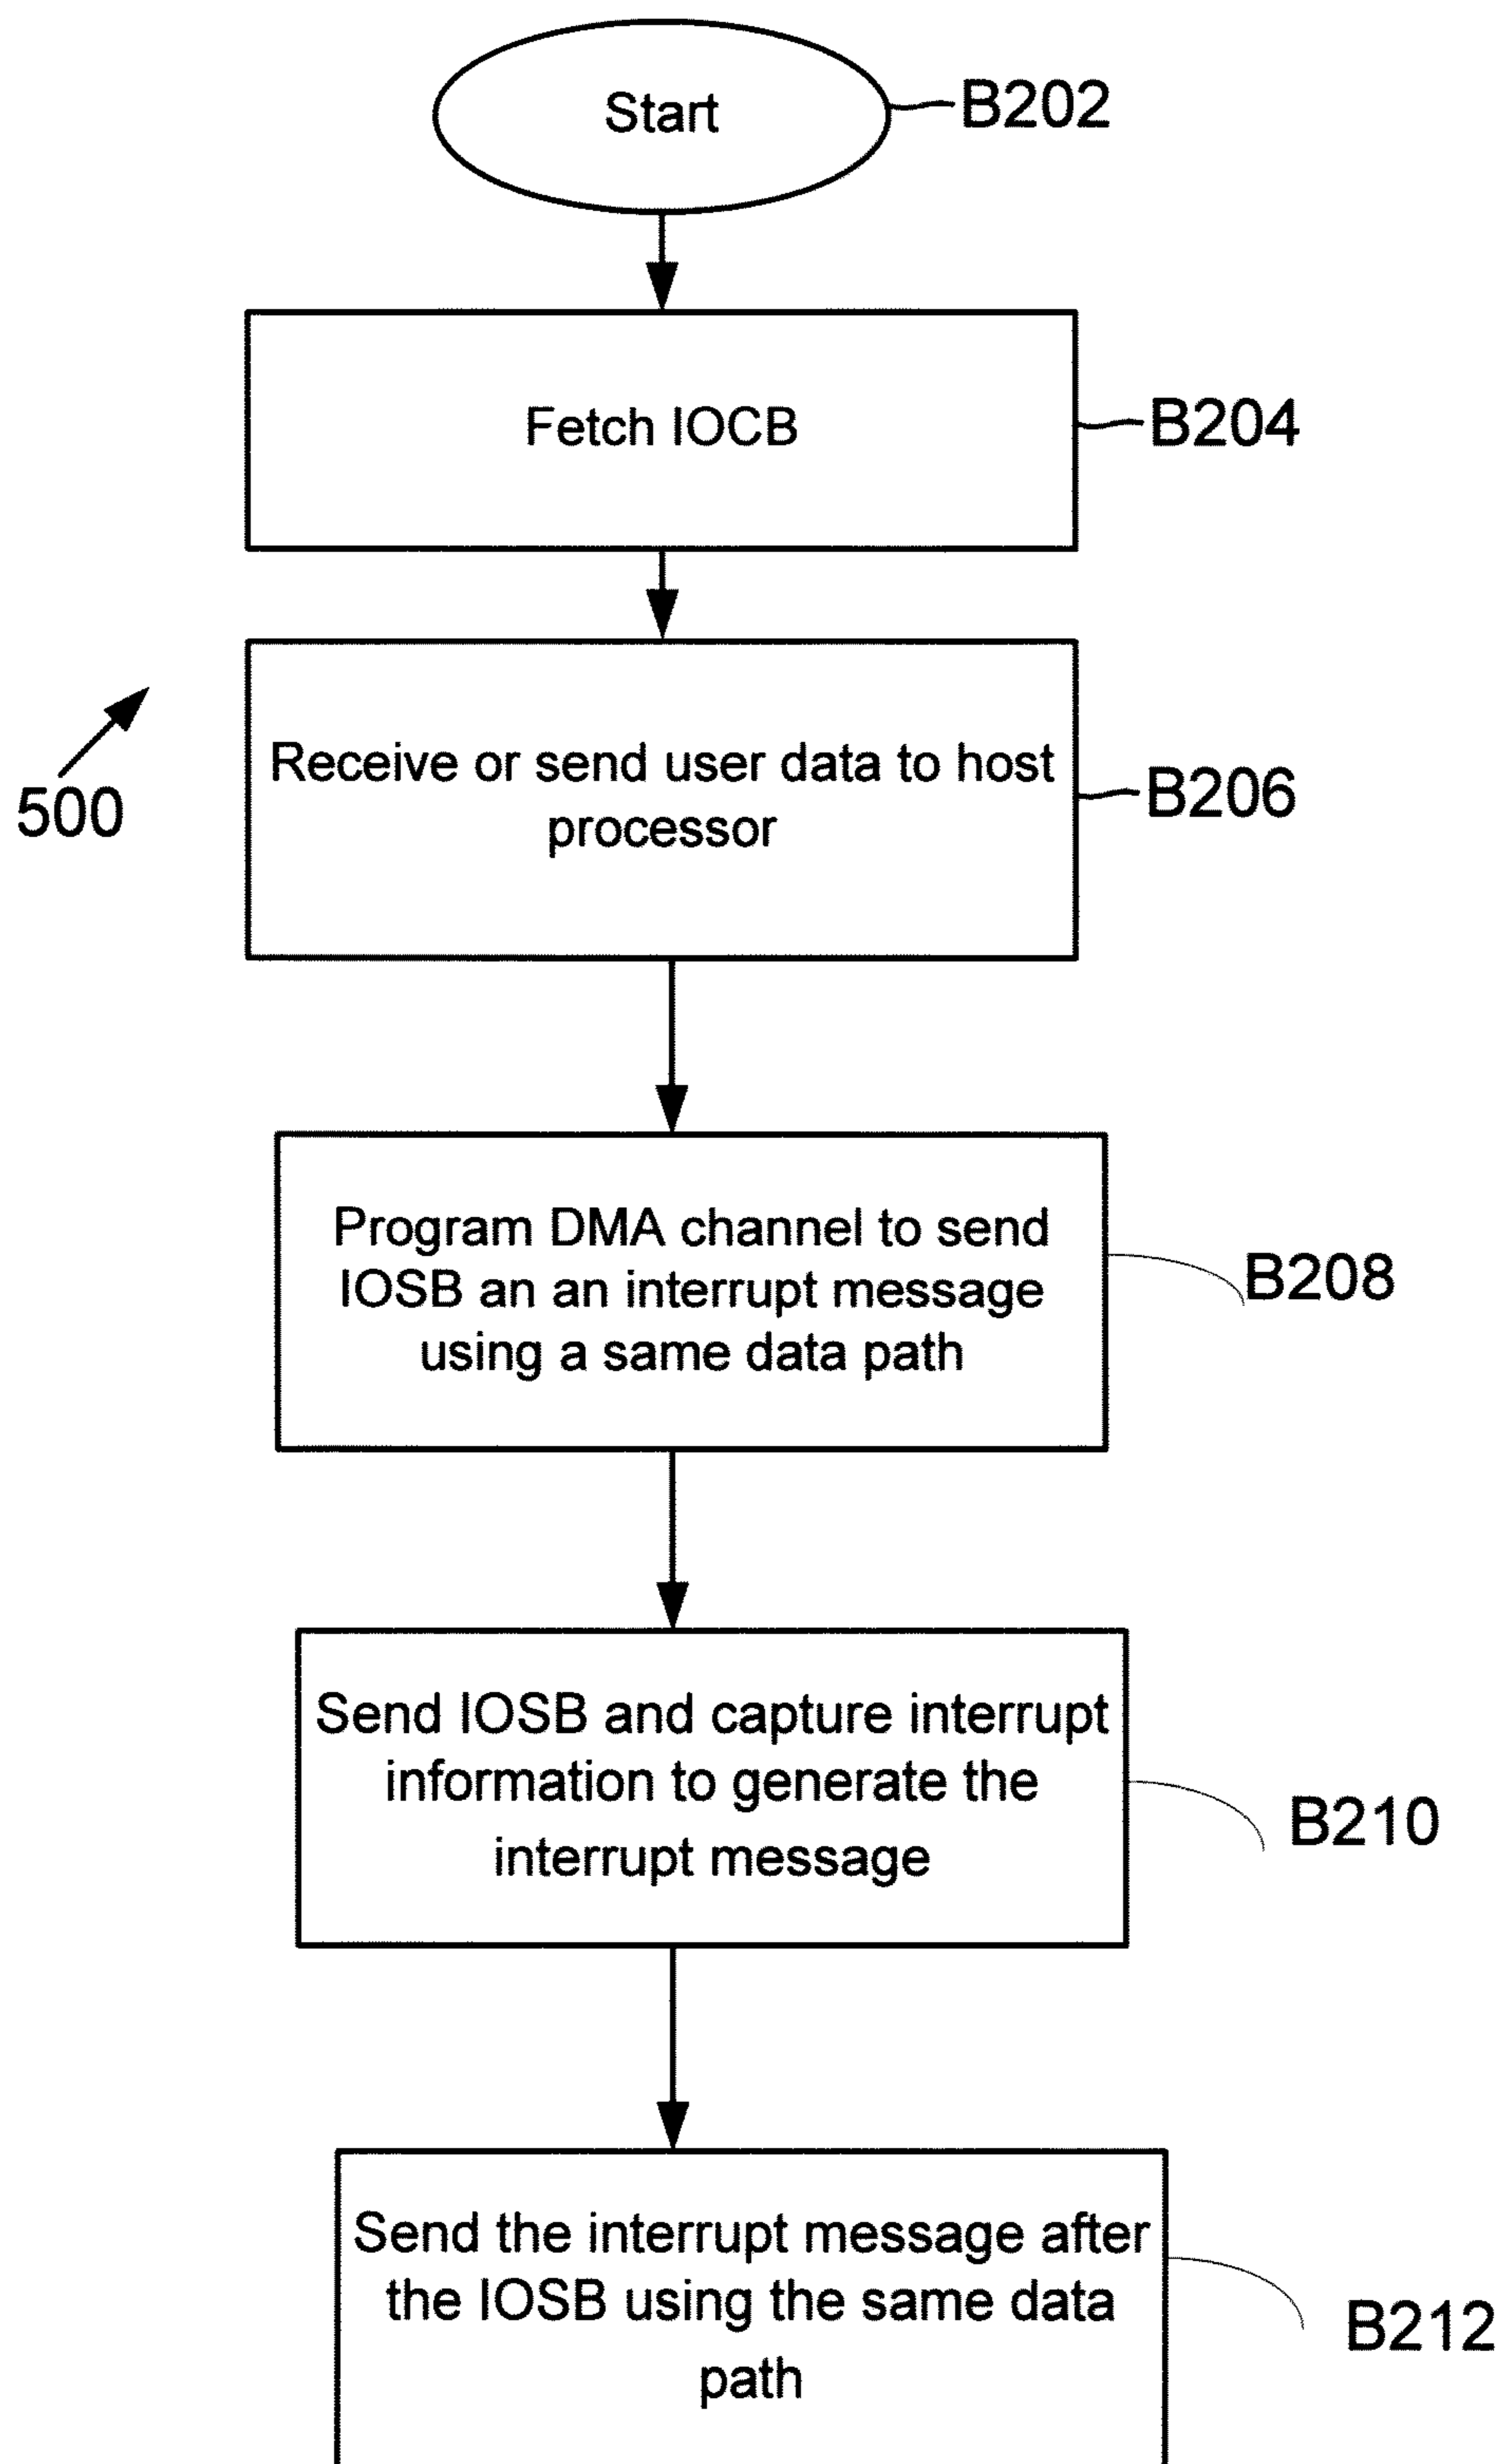 Start
B202
Fetch IOCB
B204
Receive or send user data to host
processor
B206
500
Program DMA channel to send
IOSB an an interrupt message
using a same data path
B208
Send IOSB and capture interrupt
information to generate the
interrupt message
B210
Send the interrupt message after
the IOSB using the same data
path
B212